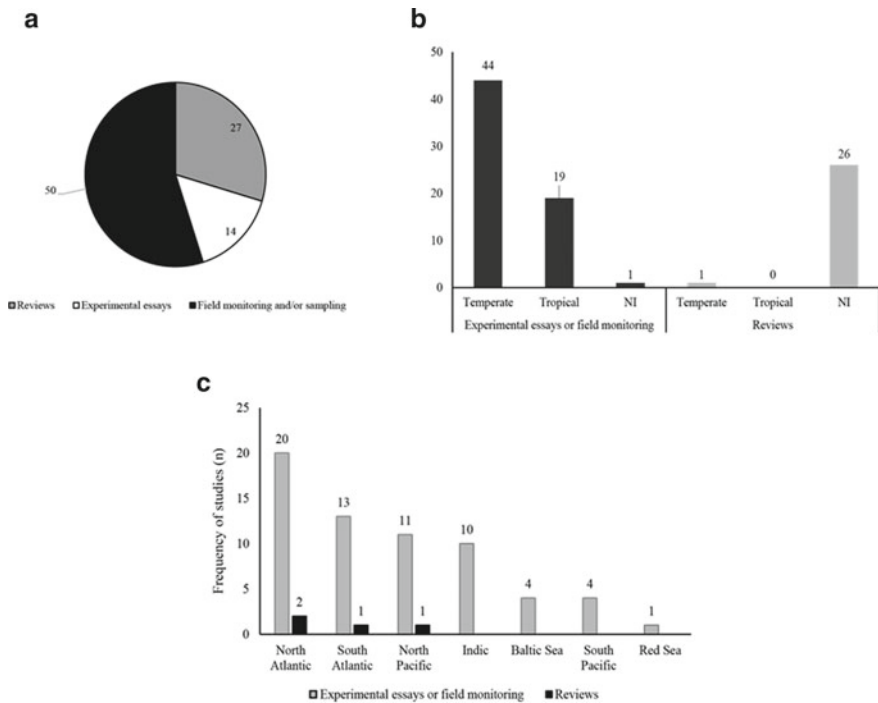 a
27
50
14
Reviews Experimental essays Field monitoring and/or sampling
b
50
40
30
20
10
0
44
19
1
1
0
26
Temperate Tropical NI Temperate Tropical NI
Experimental essays or field monitoring Reviews
c
Frequency of studies (n)
25
20
15
10
5
0
20
2
13
1
11
1
10
4
4
1
North Atlantic
South Atlantic
North Pacific
Indic
Baltic Sea
South Pacific
Red Sea
Experimental essays or field monitoring Reviews